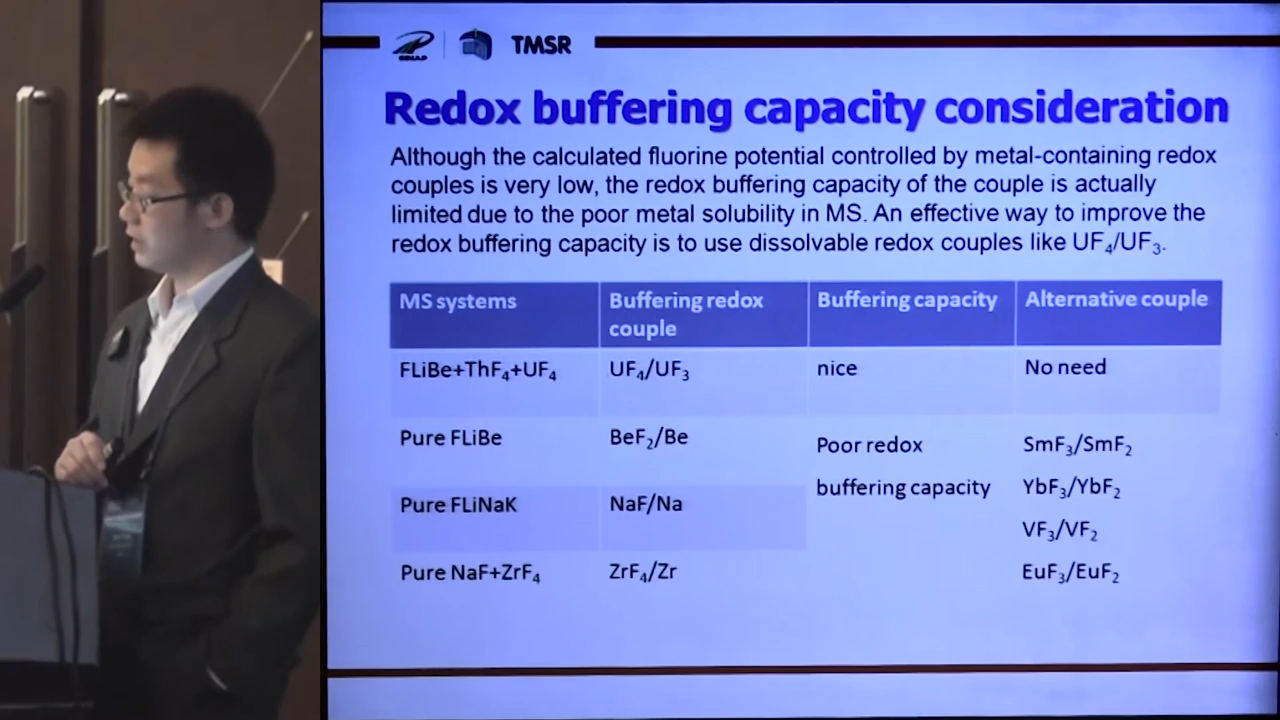 SINAP
TMSR
Redox buffering capacity consideration
Although the calculated fluorine potential controlled by metal-containing redox
couples is very low, the redox buffering capacity of the couple is actually
limited due to the poor metal solubility in MS. An effective way to improve the
redox buffering capacity is to use dissolvable redox couples like UF₄/UF₃.
MS systems
Buffering redox
couple
Buffering capacity
Alternative couple
FLiBe+ThF₄+UF₄
UF₄/UF₃
nice
No need
Pure FLiBe
BeF₂/Be
Poor redox
buffering capacity
SmF₃/SmF₂
YbF₃/YbF₂
VF₃/VF₂
EuF₃/EuF₂
Pure FLiNaK
NaF/Na
Pure NaF+ZrF₄
ZrF₄/Zr